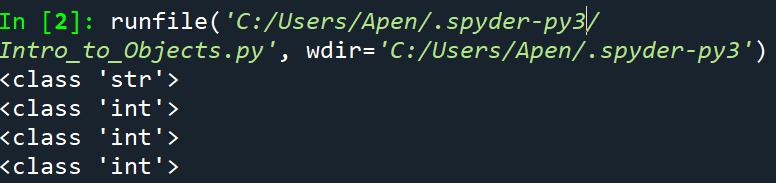 In [2]: runfile('C:/Users/Apen/.spyder-py3/
Intro_to_Objects.py', wdir='C:/Users/Apen/.spyder-py3')
<class 'str'>
<class 'int'>
<class 'int'>
<class 'int'>